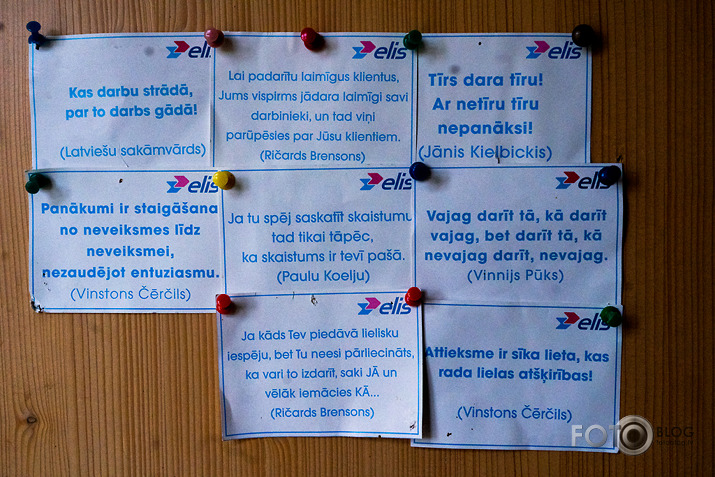 elis
Kas darbu strādā,
par to darbs gādā!
(Latviešu sakāmvārds)
elis
Lai padarītu laimīgus klientus,
Jums vispirms jādara laimīgi savi
darbinieki, un tad viņi
parūpēsies par Jūsu klientiem.
(Ričards Brensons)
elis
Tīrs dara tīru!
Ar netīru tīru
nepanāksi!
(Jānis Kielbickis)
elis
Panākumi ir staigāšana
no neveiksmes līdz
neveiksmei,
nezaudējot entuziasmu.
(Vinstons Čērčils)
elis
Ja tu spēj saskatīt skaistumu
tad tikai tāpēc,
ka skaistums ir tevī pašā.
(Paulu Koelju)
elis
Vajag darīt tā, kā darīt
vajag, bet darīt tā, kā
nevajag darīt, nevajag.
(Vinnijs Pūks)
elis
Ja kāds Tev piedāvā lielisku
iespēju, bet Tu neesi pārliecināts,
ka vari to izdarīt, saki JĀ un
vēlāk iemācies KĀ...
(Ričards Brensons)
elis
Attieksme ir sīka lieta, kas
rada lielas atšķirības!
(Vinstons Čērčils)
FOTO BLOG